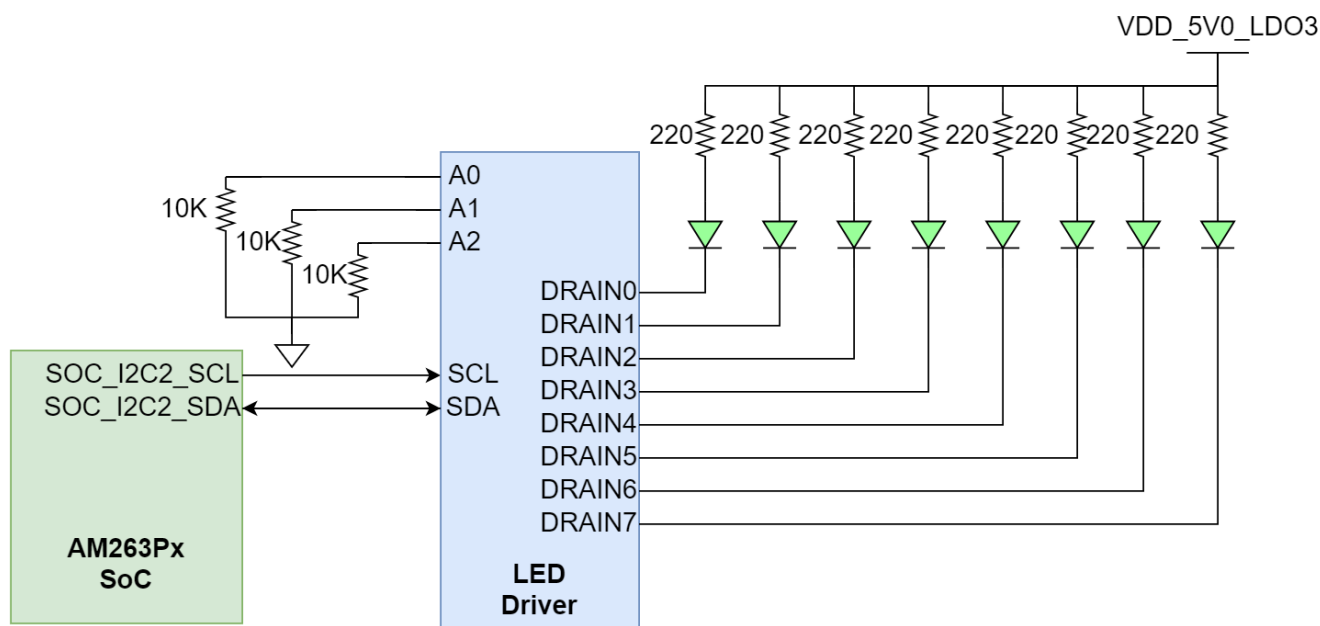 VDD_5V0_LDO3
220 220 220 220 220 220 220 220
A0
10K
A1
10K
A2
10K
DRAIN0
DRAIN1
DRAIN2
SOC_I2C2_SCL
SCL
DRAIN3
SOC_I2C2_SDA
SDA
DRAIN4
DRAIN5
DRAIN6
DRAIN7
AM263Px
SoC
LED
Driver